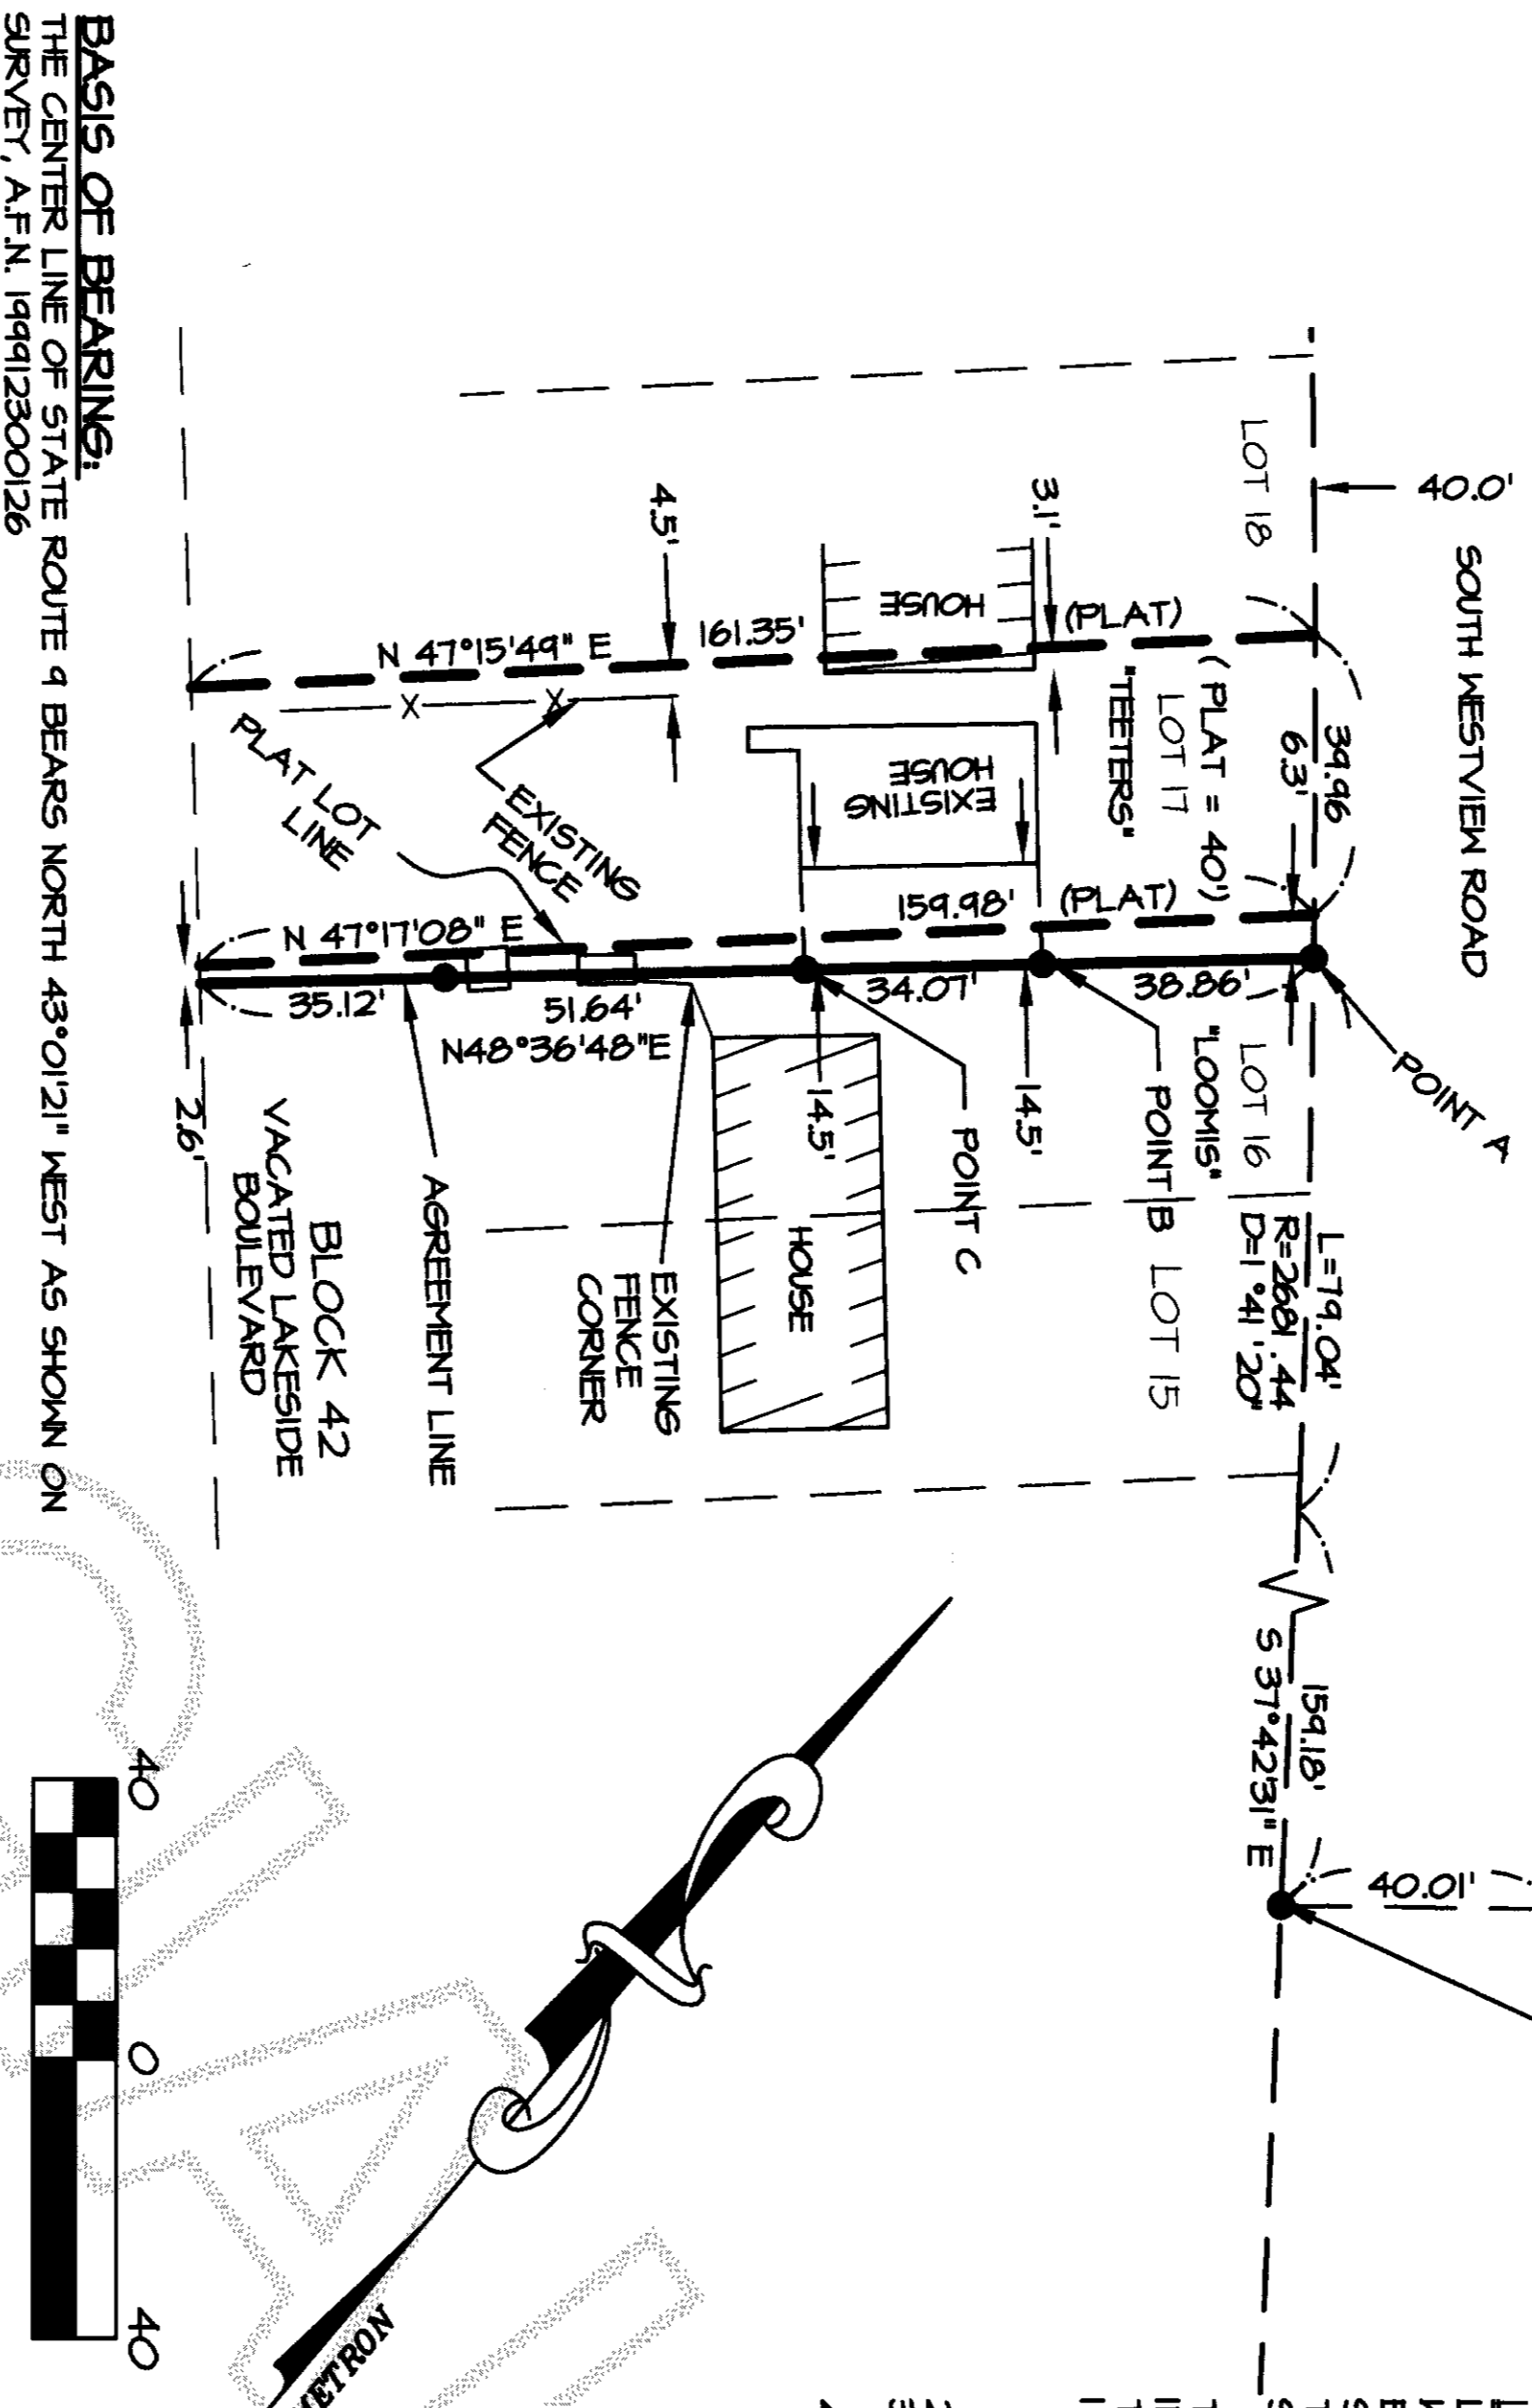 40.0'
SOUTH WESTVIEW ROAD
POINT A
39.96
6.3'
L=79.04'
R=2681.44
D=1°41'20"
159.18'
S 37°42'31" E
40.01'
LOT 18
(PLAT)
(PLAT = 40')
LOT 17
"TEETERS"
(PLAT)
LOT 16
"LOOMIS"
38.86'
POINT B
LOT 15
3.1'
HOUSE
EXISTING
HOUSE
159.98'
34.07'
14.5'
POINT C
4.5'
161.35'
N 47°15'49" E
14.5'
HOUSE
EXISTING
FENCE
EXISTING
FENCE
CORNER
51.64'
N48°36'48"E
PLAT LOT
LINE
N 47°17'08" E
35.12'
AGREEMENT LINE
2.6'
BLOCK 42
VACATED LAKESIDE
BOULEVARD
X
X
BASIS OF BEARING:
THE CENTER LINE OF STATE ROUTE 9 BEARS NORTH 43°01'21" WEST AS SHOWN ON
SURVEY, A.F.N. 199912300126
40
0
40
ETRON